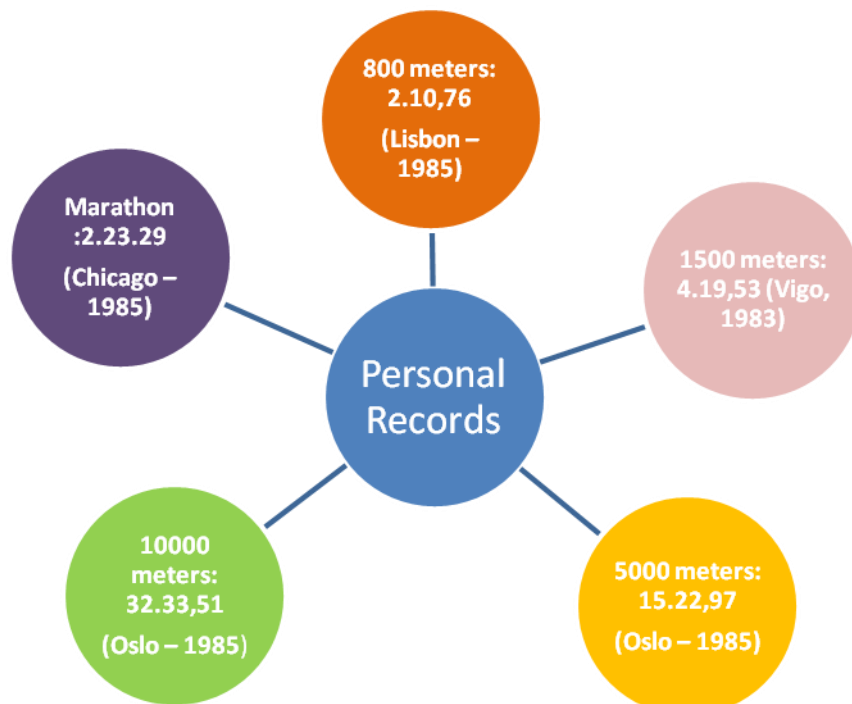 800 meters:
2.10,76
(Lisbon –
1985)
Marathon
:2.23.29
(Chicago –
1985)
1500 meters:
4.19,53 (Vigo,
1983)
Personal
Records
10000
meters:
32.33,51
(Oslo – 1985)
5000 meters:
15.22,97
(Oslo – 1985)